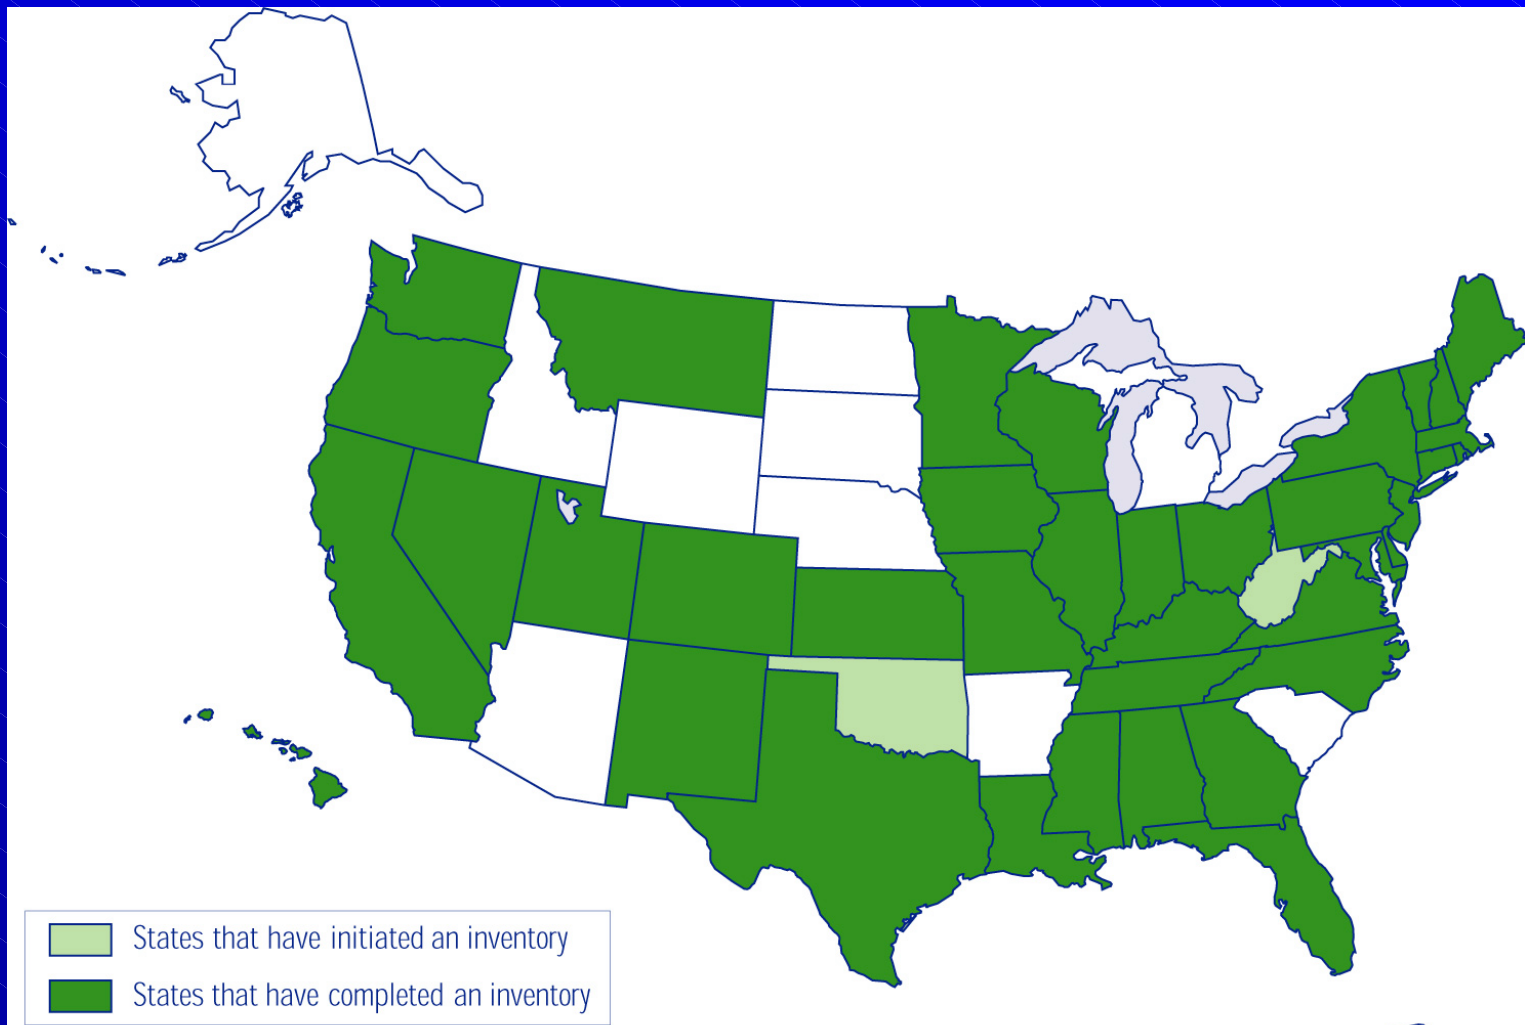 States that have initiated an inventory
States that have completed an inventory